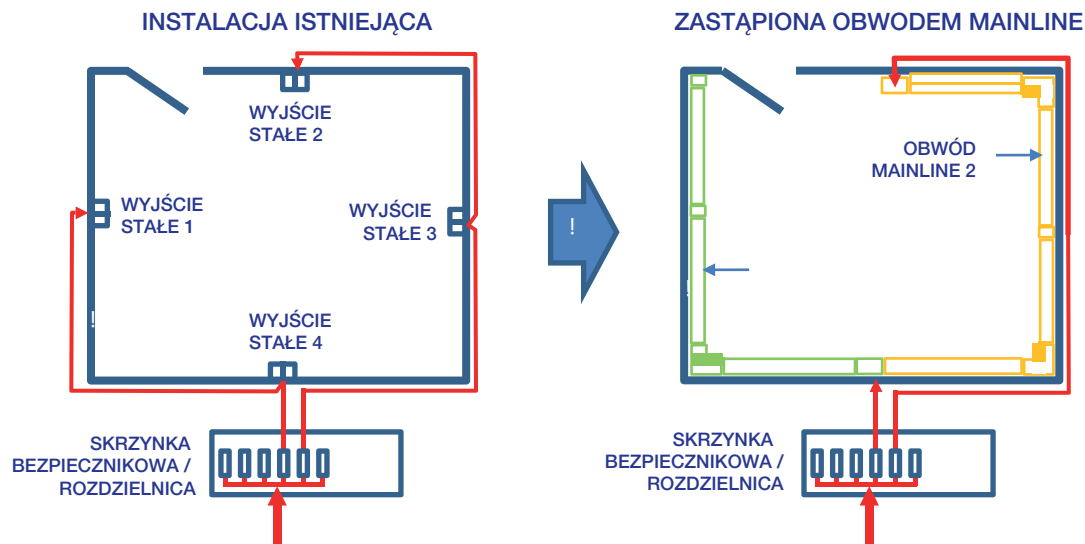 INSTALACJA ISTNIEJĄCA
WYJŚCIE
STAŁE 2
WYJŚCIE
STAŁE 1
WYJŚCIE
STAŁE 3
!
WYJŚCIE
STAŁE 4
SKRZYNKA
BEZPIECZNIKOWA /
ROZDZIELNICA
!
ZASTĄPIONA OBWODEM MAINLINE
OBWÓD
MAINLINE 2
SKRZYNKA
BEZPIECZNIKOWA /
ROZDZIELNICA